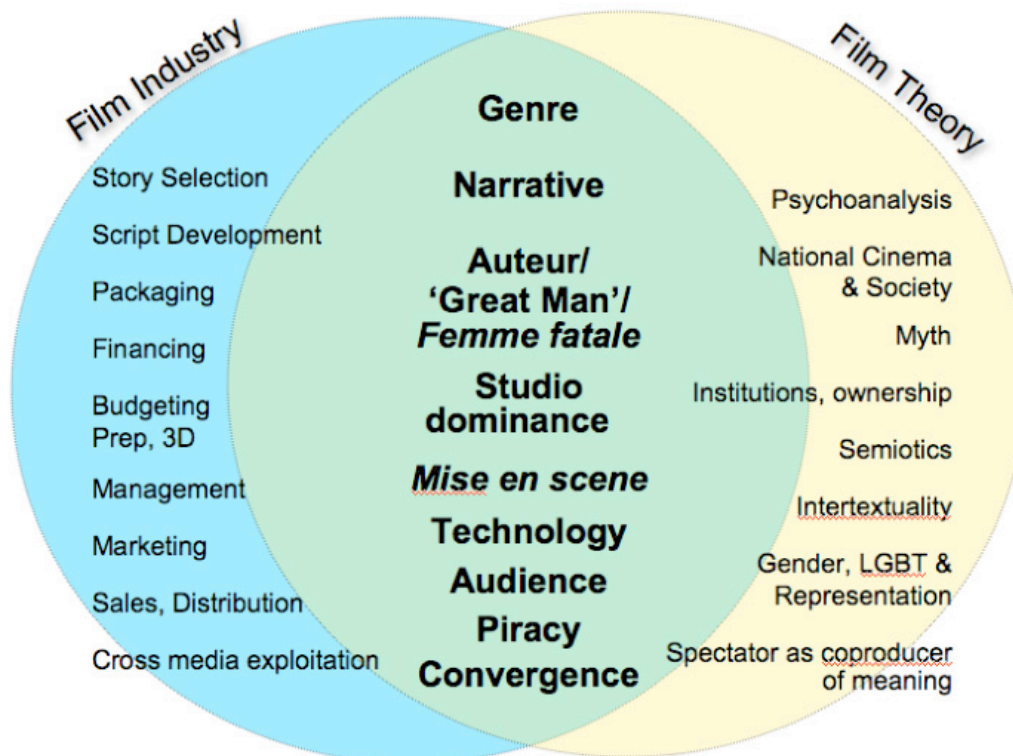 Film Industry
Film Theory
Story Selection
Script Development
Packaging
Financing
Budgeting
Prep, 3D
Management
Marketing
Sales, Distribution
Cross media exploitation
Genre
Narrative
Auteur/
‘Great Man’/
Femme fatale
Studio
dominance
Mise en scene
Technology
Audience
Piracy
Convergence
Psychoanalysis
National Cinema
& Society
Myth
Institutions, ownership
Semiotics
Intertextuality
Gender, LGBT &
Representation
Spectator as coproducer
of meaning